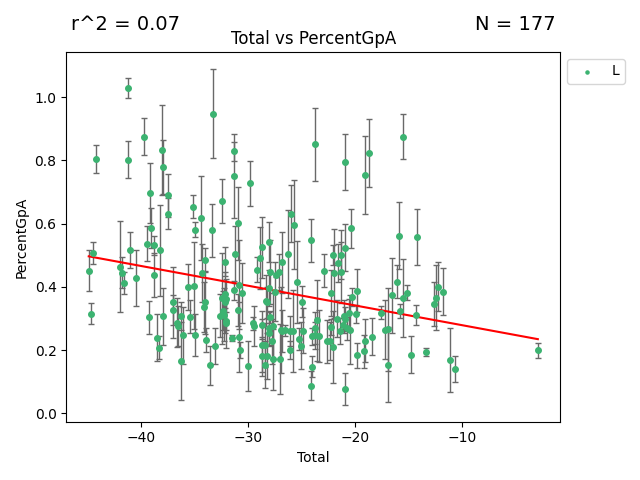 r^2 = 0.07 N = 177
Total vs PercentGpA
L
1.0
0.8
0.6
0.4
0.2
0.0
PercentGpA
−40 −30 −20 −10
Total